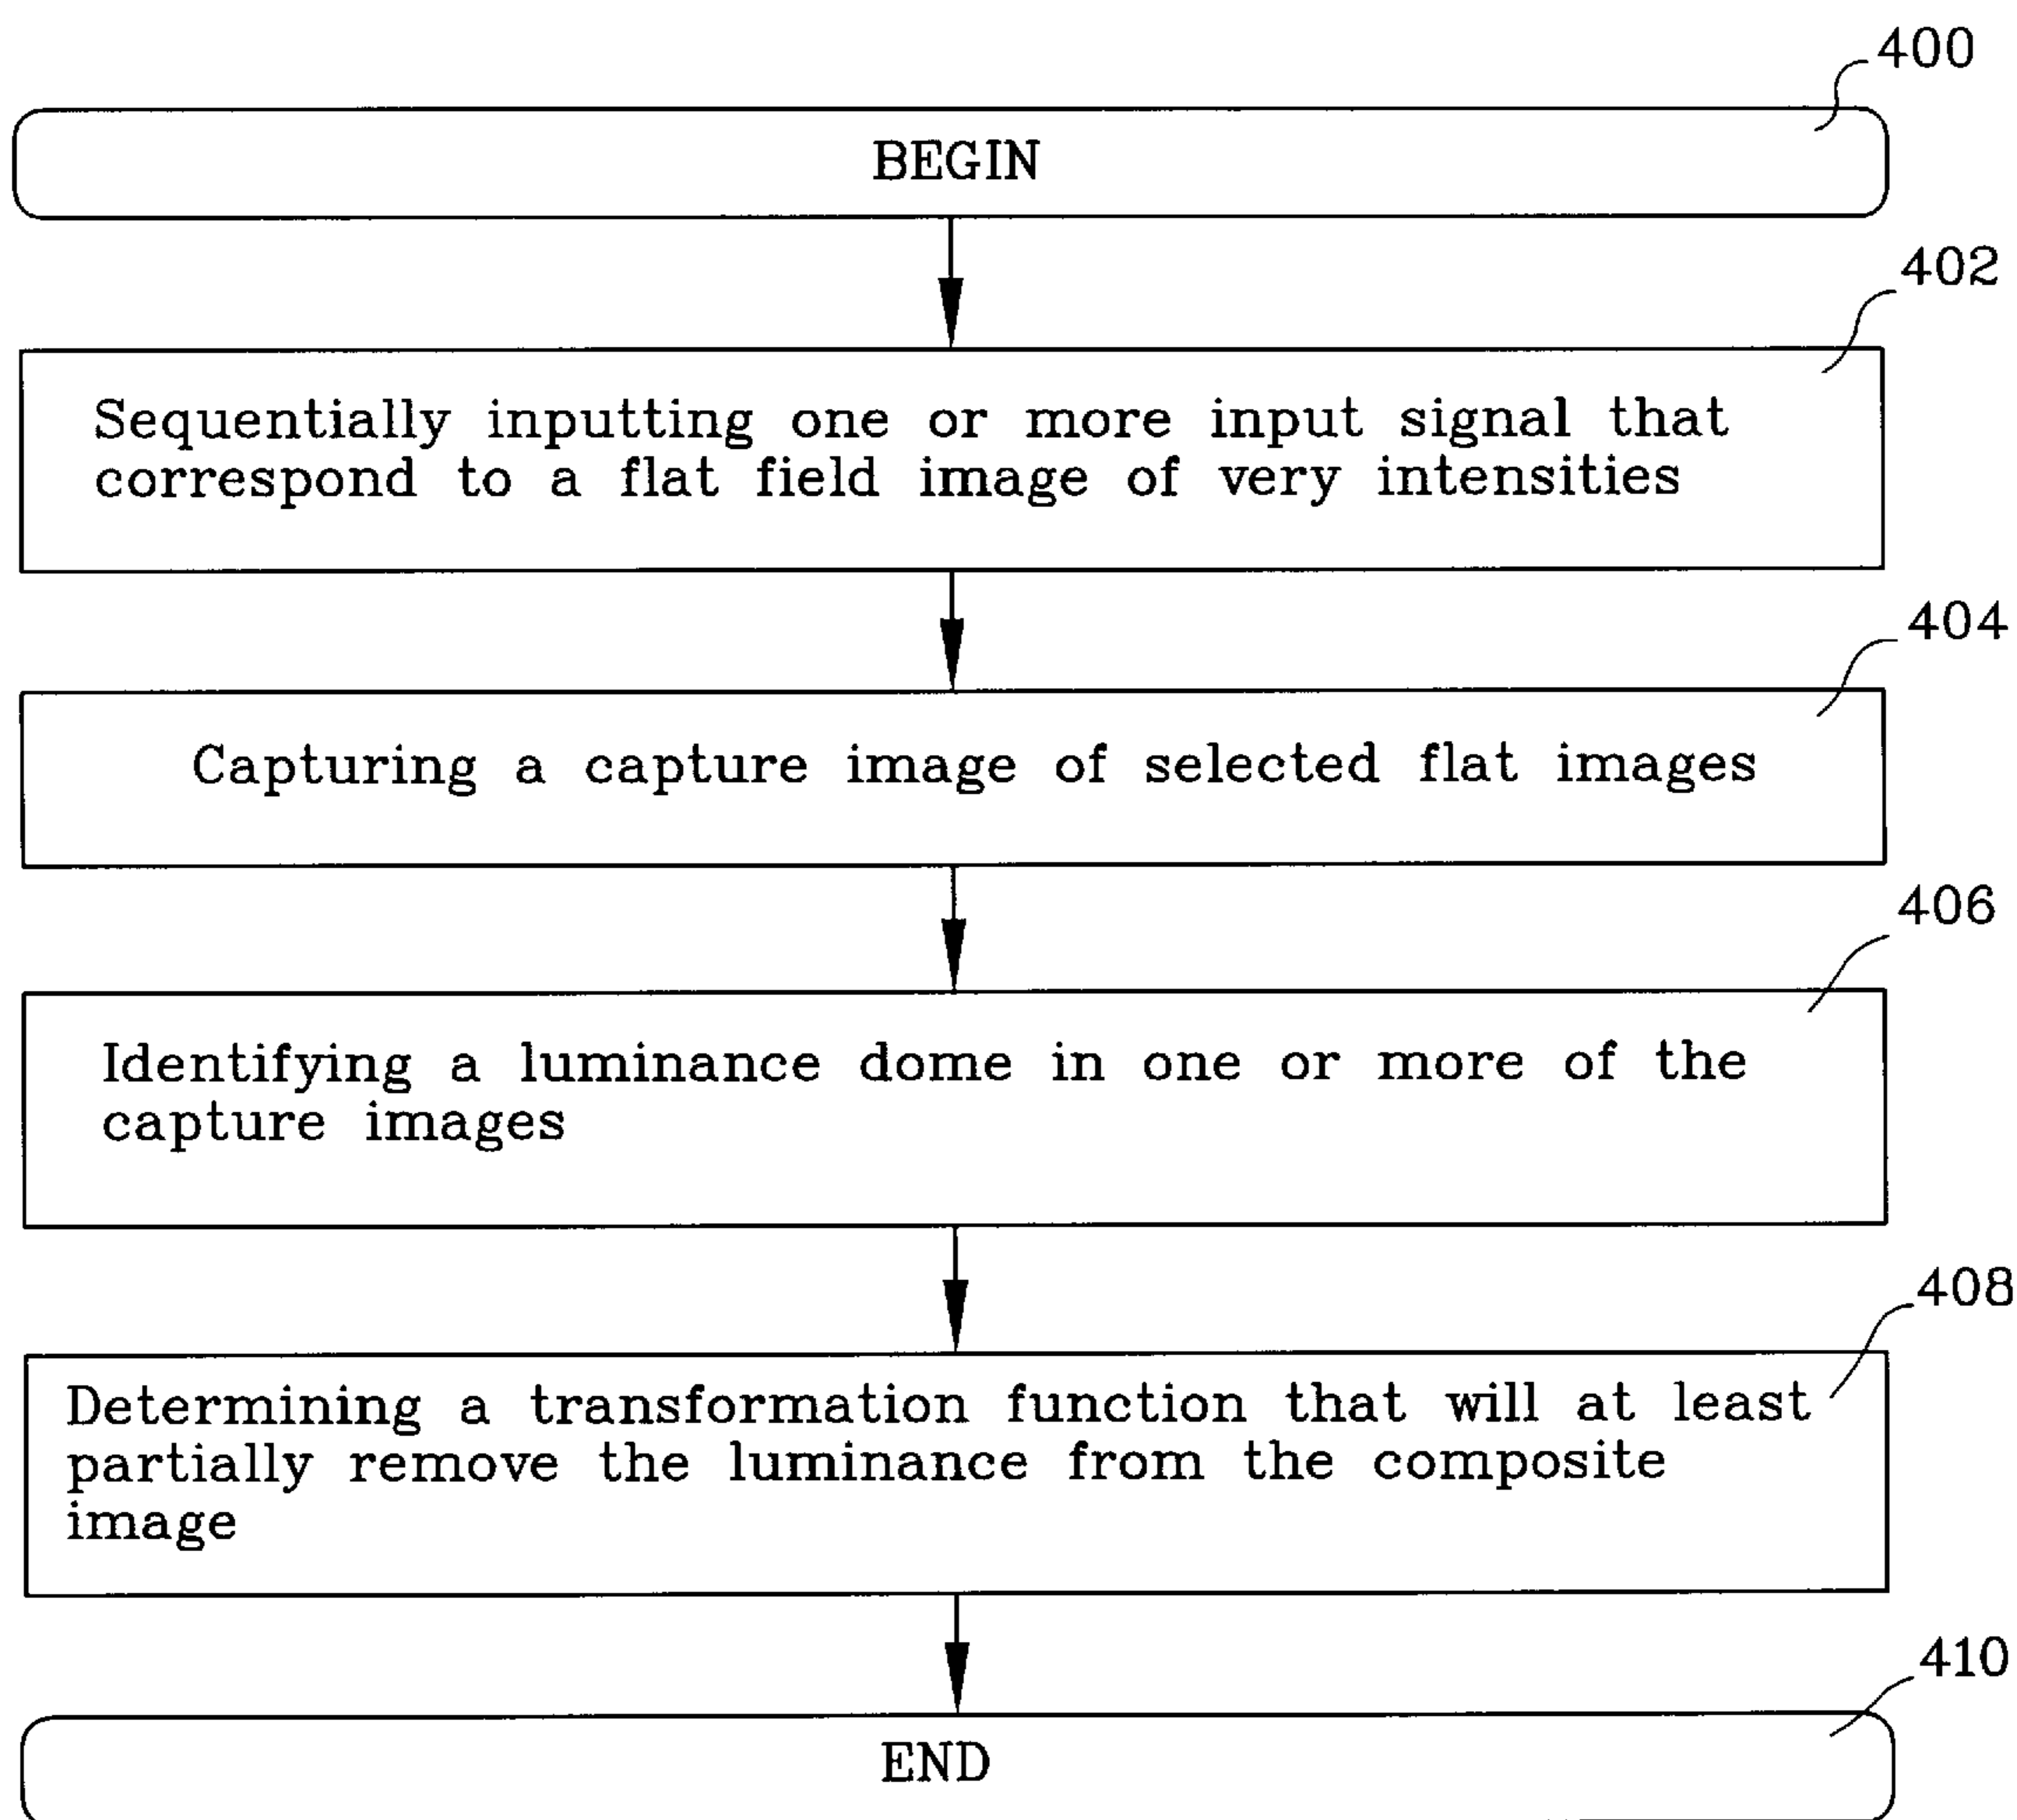 400
BEGIN
402
Sequentially inputting one or more input signal that
correspond to a flat field image of very intensities
404
Capturing a capture image of selected flat images
406
Identifying a luminance dome in one or more of the
capture images
408
Determining a transformation function that will at least
partially remove the luminance from the composite
image
410
END